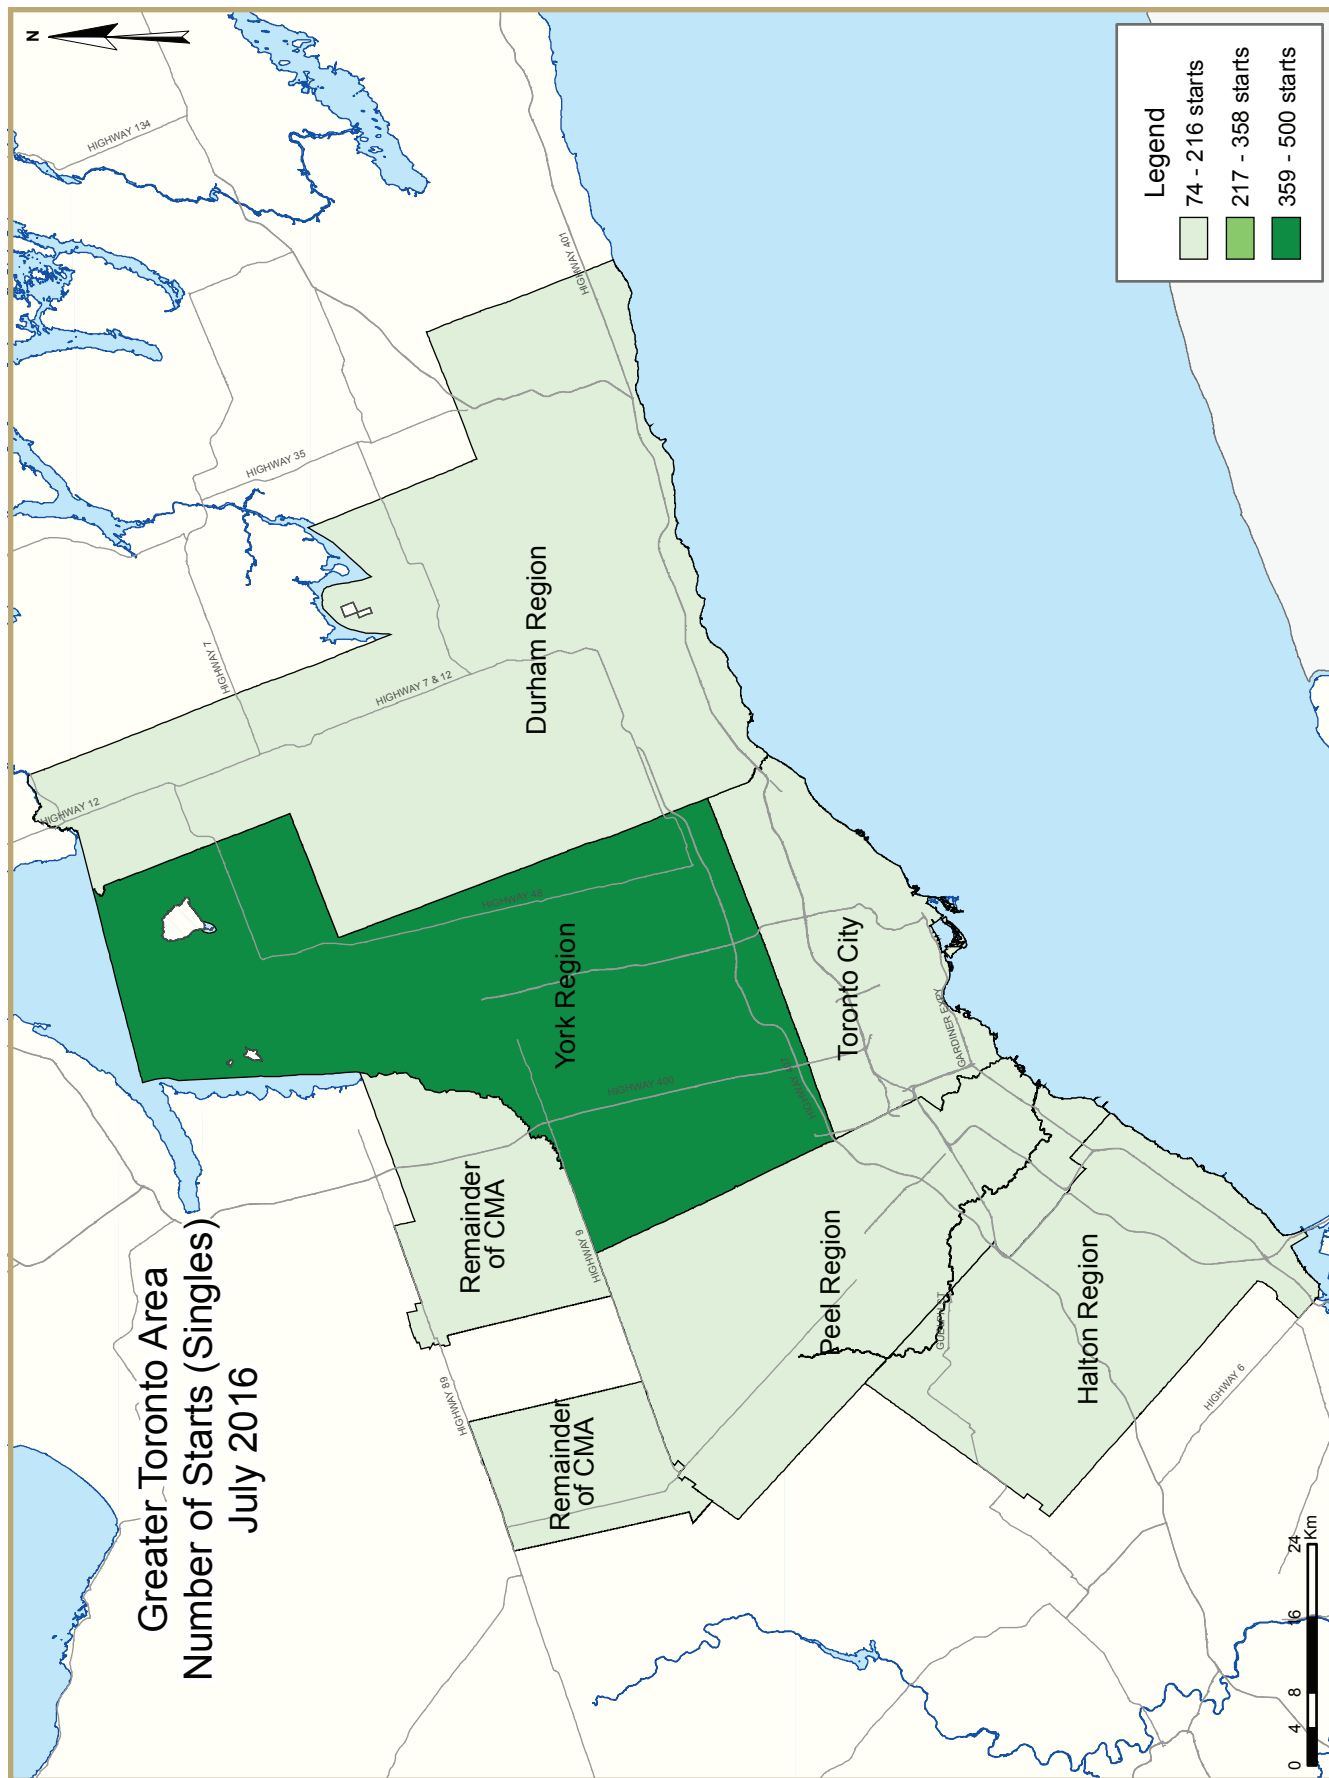 Greater Toronto Area
Number of Starts (Singles)
July 2016
N
HIGHWAY 134
HIGHWAY 401
HIGHWAY 35
HIGHWAY 7
HIGHWAY 7 & 12
HIGHWAY 12
Durham Region
HIGHWAY 48
York Region
HIGHWAY 400
Toronto City
GARDINER EXPY
Remainder
of CMA
HIGHWAY 9
HIGHWAY 89
Remainder
of CMA
Peel Region
Halton Region
HIGHWAY 6
Legend
74 - 216 starts
217 - 358 starts
359 - 500 starts
0 4 8 16 24
Km